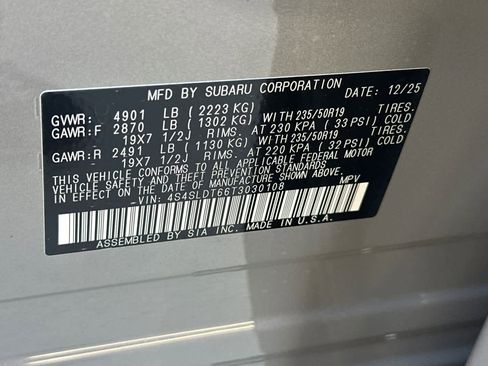 MFD BY SUBARU CORPORATION DATE: 12/25
GVWR: 4901 LB (2223 KG)
GAWR:F 2870 LB (1302 KG) WITH 235/50R19 TIRES.
19X7 1/2J RIMS. AT 230 KPA (33 PSI) COLD
GAWR:R 2491 LB (1130 KG) WITH 235/50R19 TIRES.
19X7 1/2J RIMS. AT 220 KPA (32 PSI) COLD
THIS VEHICLE CONFORMS TO ALL APPLICABLE FEDERAL MOTOR
VEHICLE SAFETY AND THEFT PREVENTION STANDARDS
IN EFFECT ON THE DATE OF MANUFACTURE SHOWN ABOVE.
-VIN: 4S4SLDT66T3030108 MPV
ASSEMBLED BY SIA INC. MADE IN U.S.A.